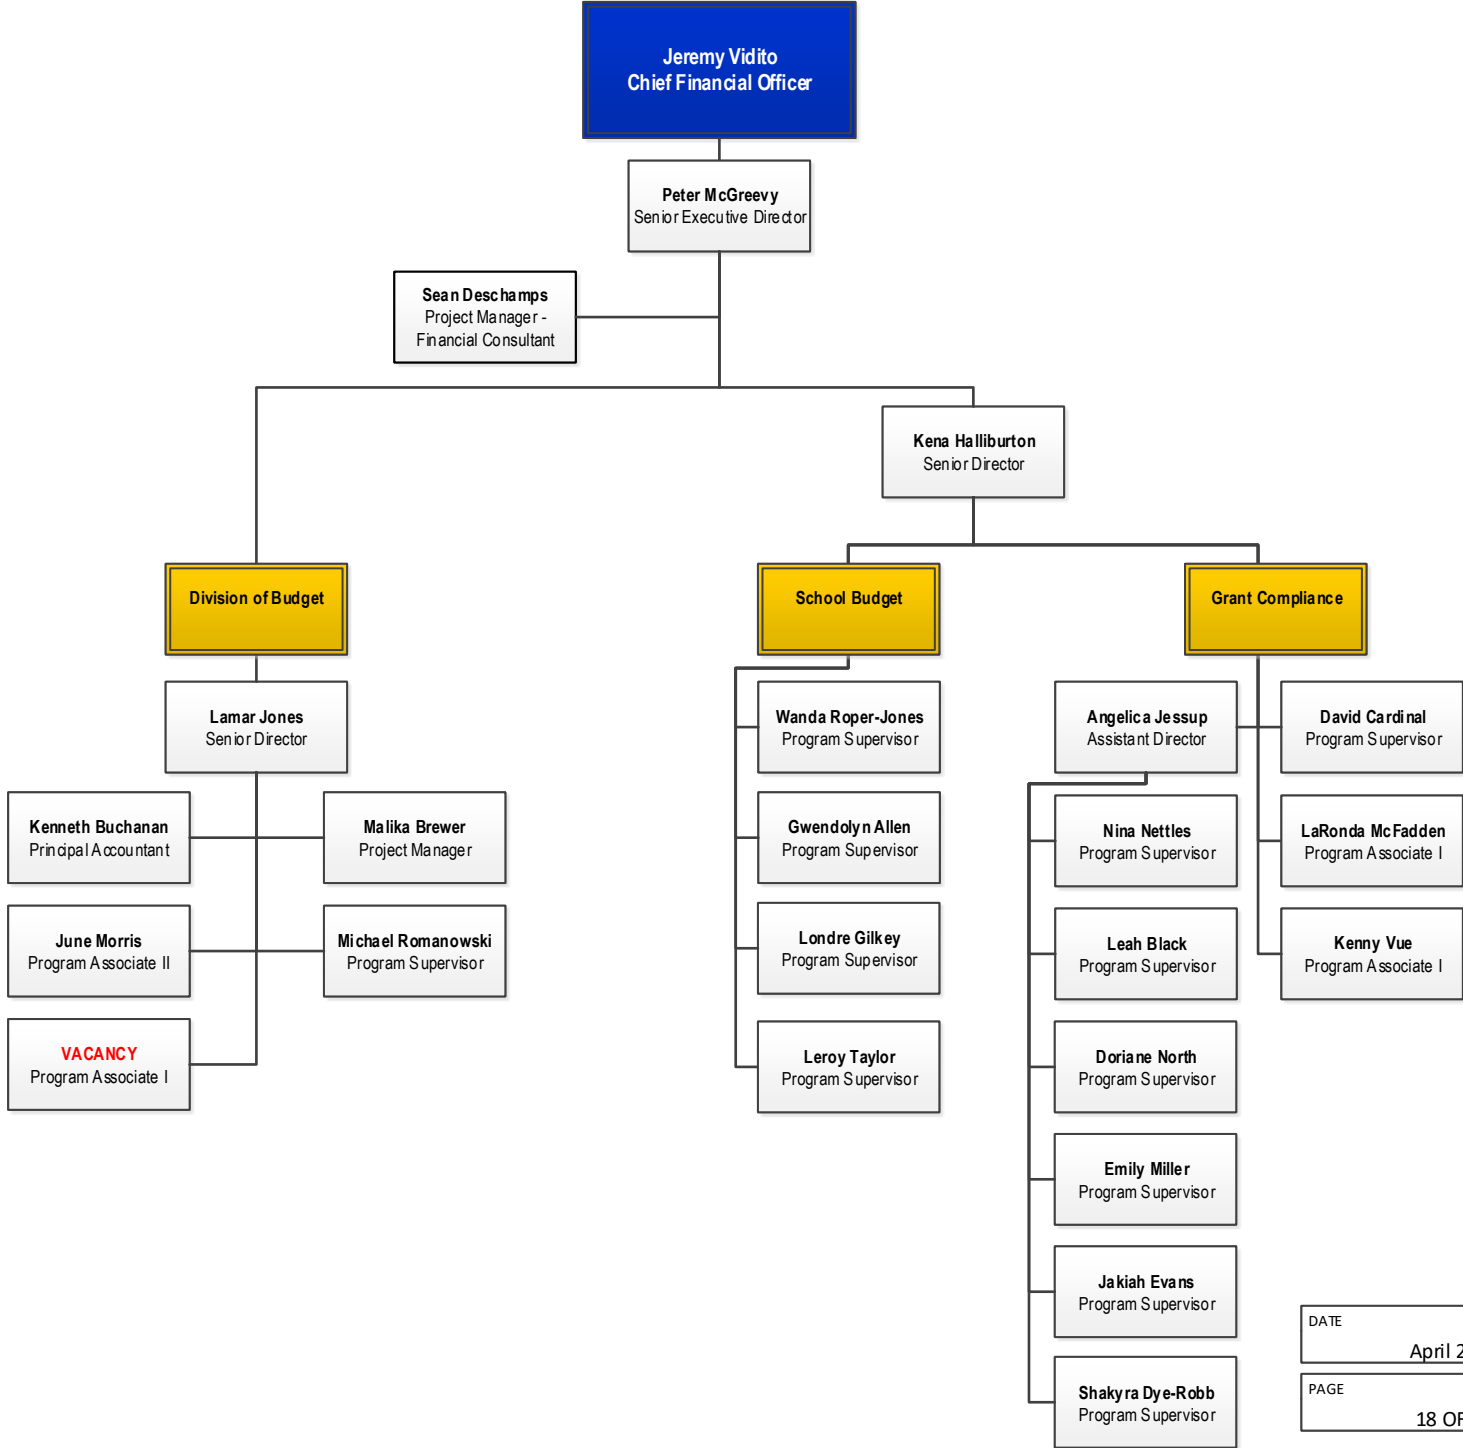 Jeremy Vidito
Chief Financial Officer
Peter McGreevy
Senior Executive Director
Sean Deschamps
Project Manager -
Financial Consultant
Kena Halliburton
Senior Director
Division of Budget
School Budget
Grant Compliance
Lamar Jones
Senior Director
Kenneth Buchanan
Principal Accountant
Malika Brewer
Project Manager
June Morris
Program Associate II
Michael Romanowski
Program Supervisor
VACANCY
Program Associate I
Wanda Roper-Jones
Program Supervisor
Gwendolyn Allen
Program Supervisor
Londre Gilkey
Program Supervisor
Leroy Taylor
Program Supervisor
Angelica Jessup
Assistant Director
David Cardinal
Program Supervisor
Nina Nettles
Program Supervisor
LaRonda McFadden
Program Associate I
Leah Black
Program Supervisor
Kenny Vue
Program Associate I
Doriane North
Program Supervisor
Emily Miller
Program Supervisor
Jakiah Evans
Program Supervisor
Shakyra Dye-Robb
Program Supervisor
DATE
April 2
PAGE
18 OF